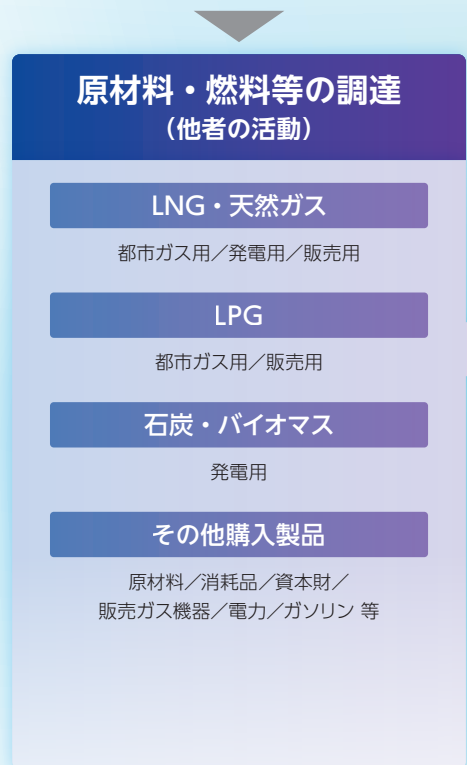 原材料・燃料等の調達
（他者の活動）
LNG・天然ガス
都市ガス用／発電用／販売用
LPG
都市ガス用／販売用
石炭・バイオマス
発電用
その他購入製品
原材料／消耗品／資本財／
販売ガス機器／電力／ガソリン 等